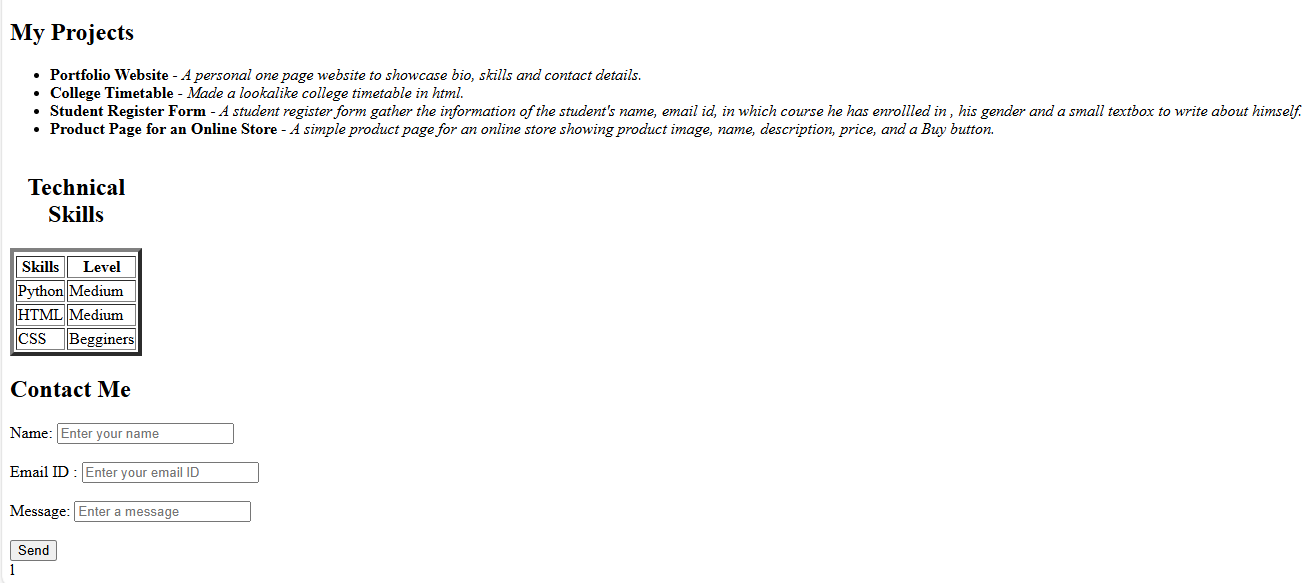 My Projects
Portfolio Website - A personal one page website to showcase bio, skills and contact details.
College Timetable - Made a lookalike college timetable in html.
Student Register Form - A student register form gather the information of the student's name, email id, in which course he has enrollled in , his gender and a small textbox to write about himself.
Product Page for an Online Store - A simple product page for an online store showing product image, name, description, price, and a Buy button.
Technical
Skills
Skills Level
Python Medium
HTML Medium
CSS Begginers
Contact Me
Name: Enter your name
Email ID : Enter your email ID
Message: Enter a message
Send
l